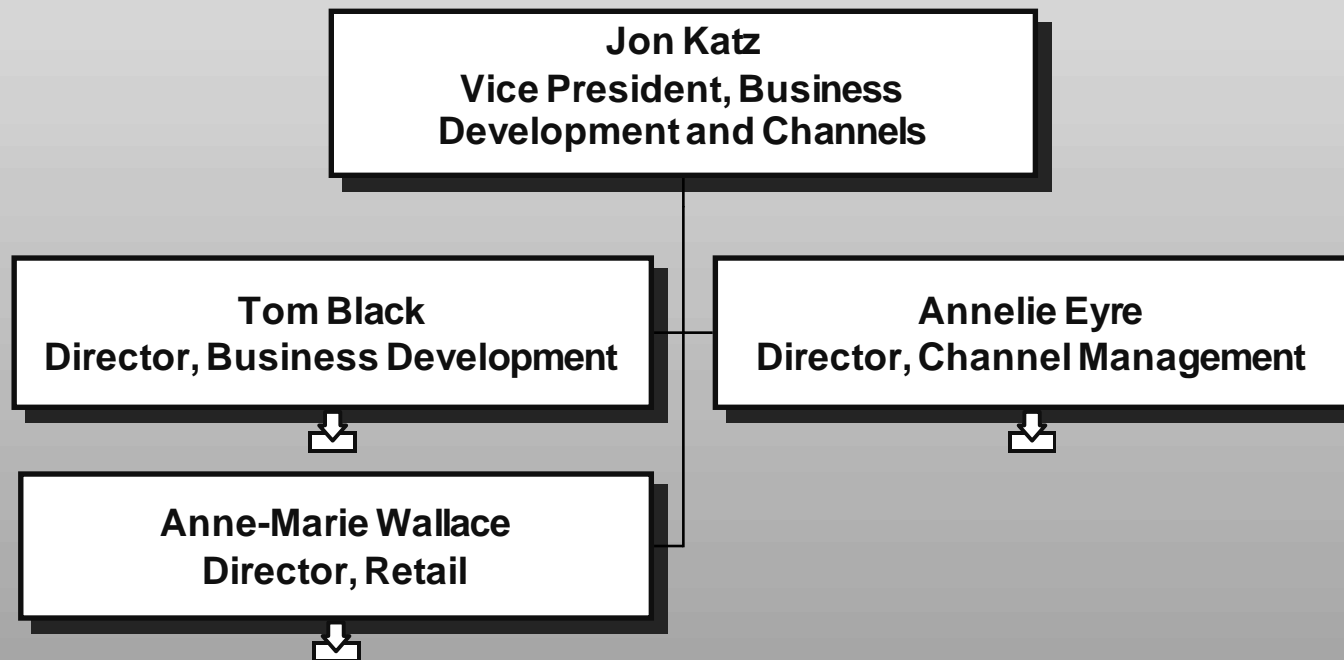 Jon Katz
Vice President, Business
Development and Channels
Tom Black
Director, Business Development
Annelie Eyre
Director, Channel Management
Anne-Marie Wallace
Director, Retail